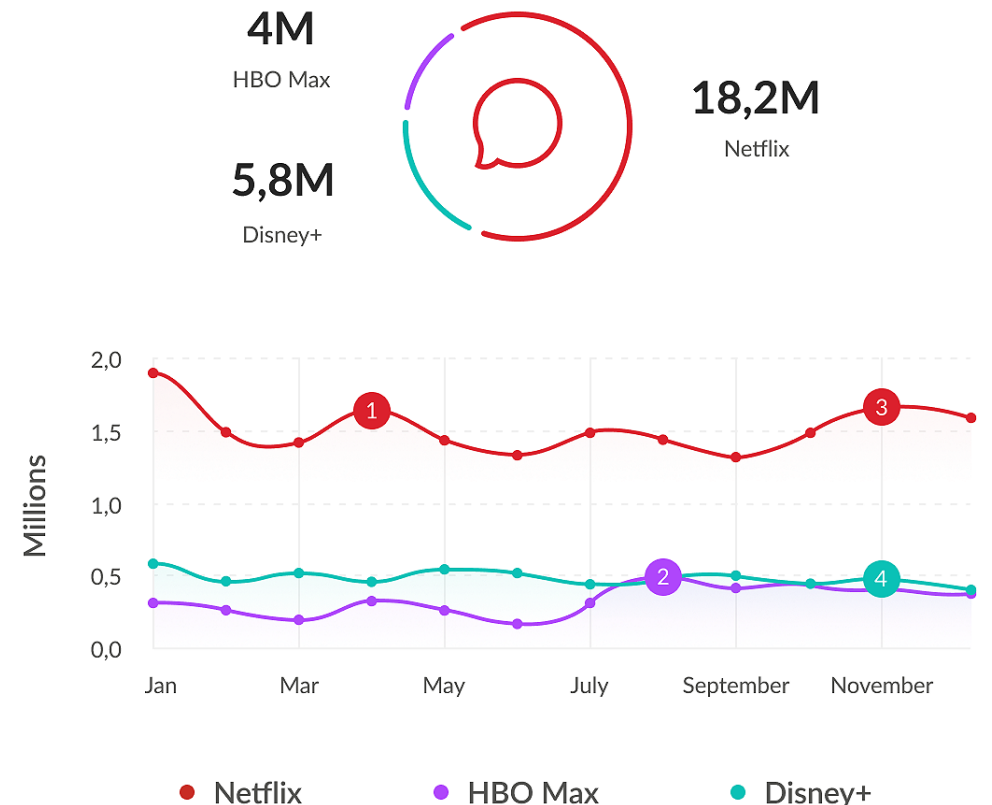 4M
HBO Max
18,2M
Netflix
5,8M
Disney+
Millions
2,0
1,5
1,0
0,5
0,0
1
2
3
4
Jan Mar May July September November
Netflix HBO Max Disney+